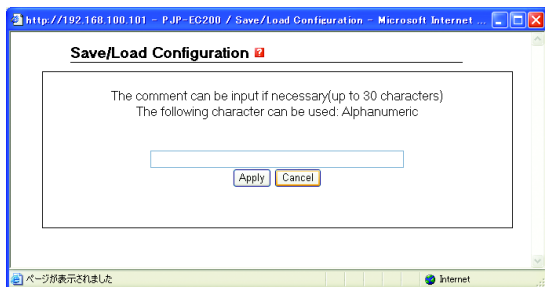 http://192.168.100.101 - PJP-EC200 / Save/Load Configuration - Microsoft Internet ...
Save/Load Configuration ?
The comment can be input if necessary(up to 30 characters)
The following character can be used: Alphanumeric
Apply Cancel
ページが表示されました Internet